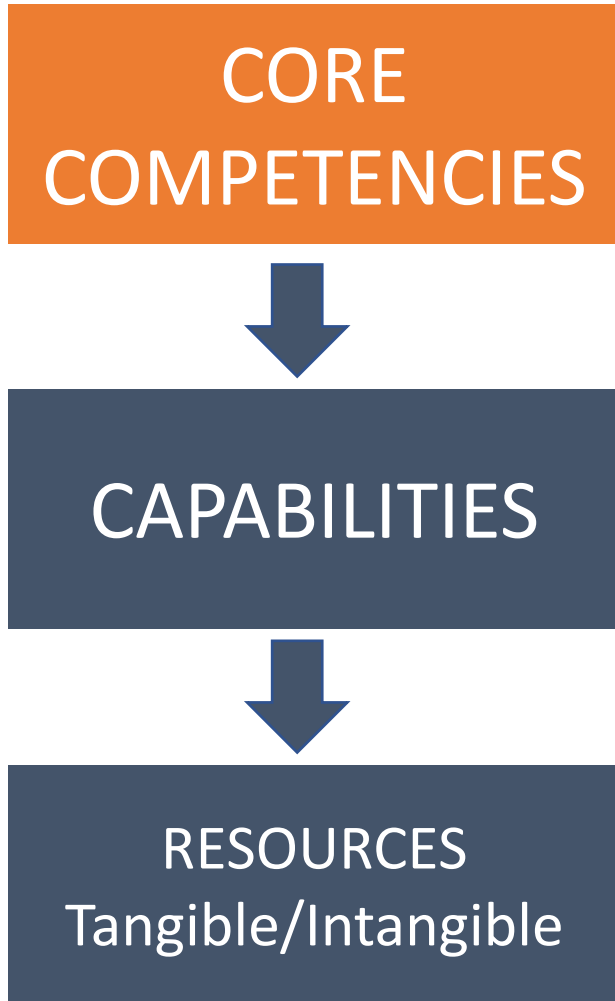 CORE
COMPETENCIES
CAPABILITIES
RESOURCES
Tangible/Intangible